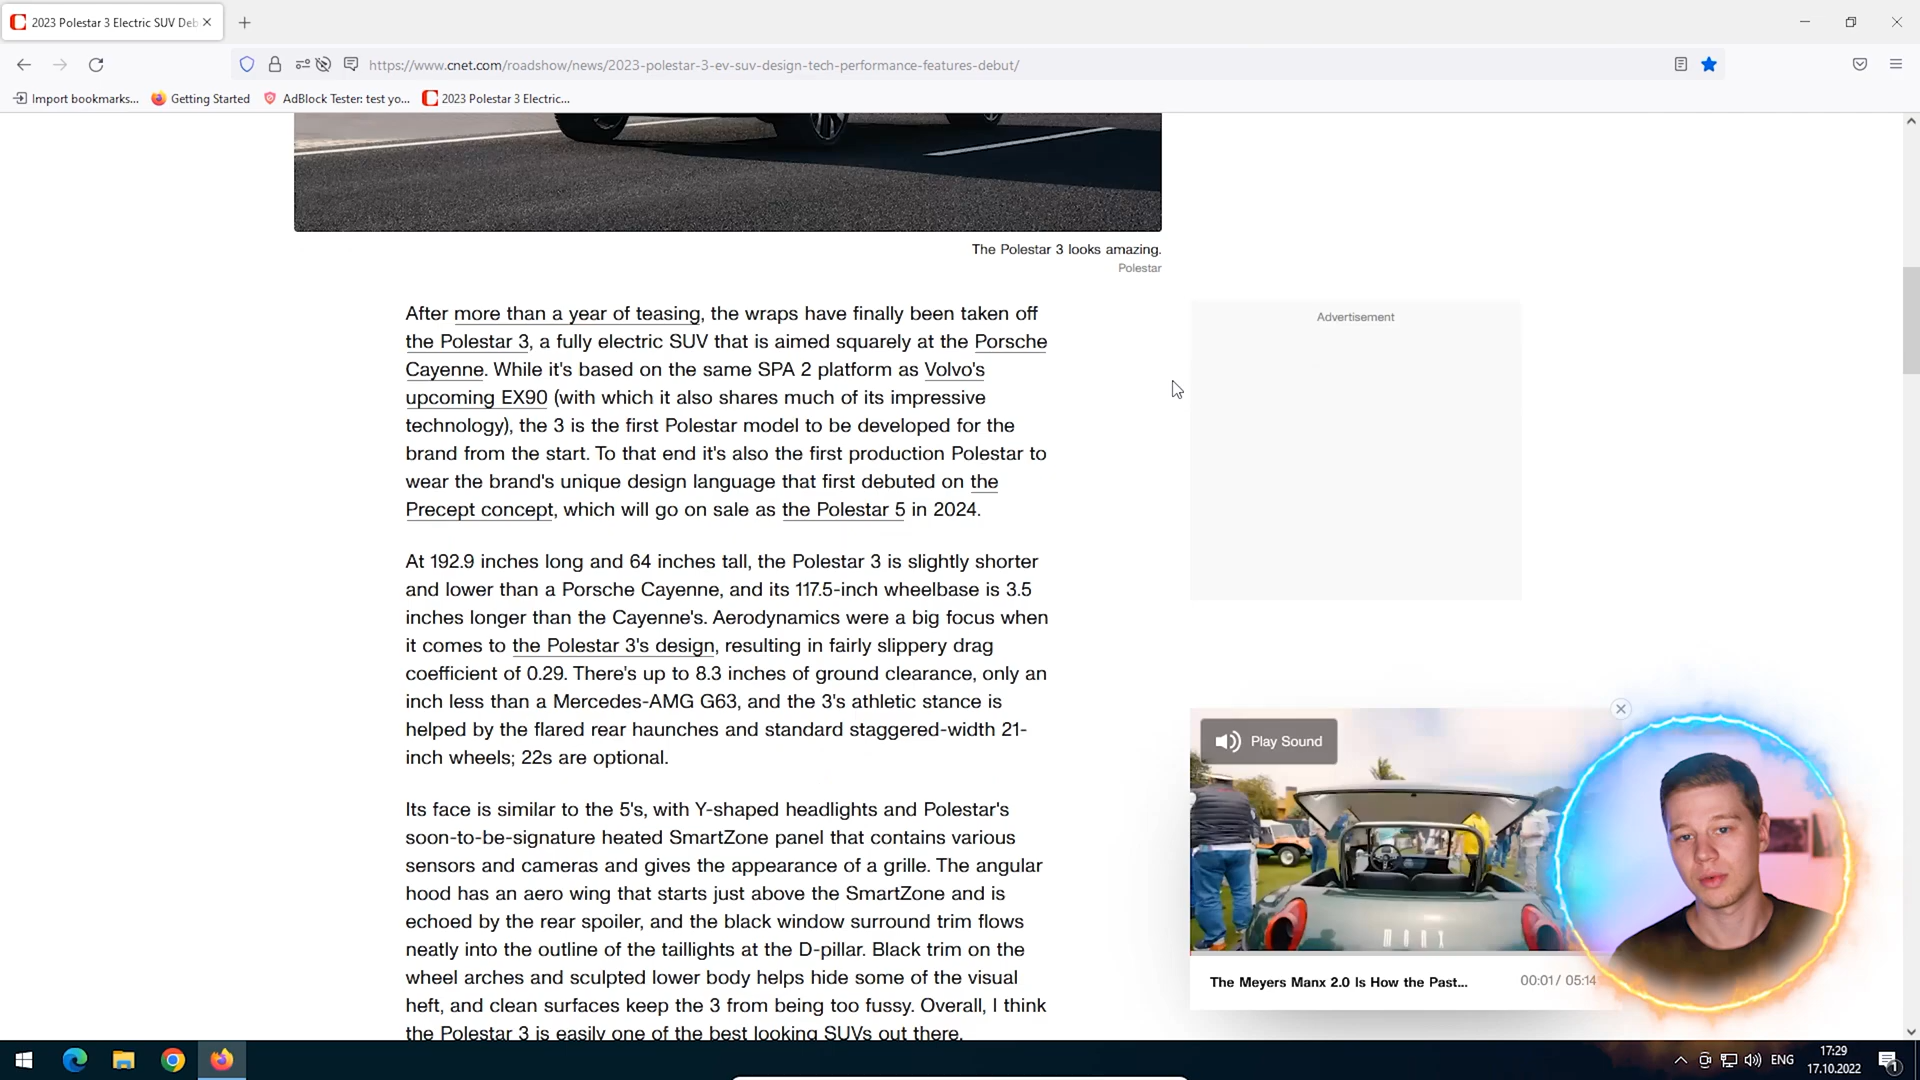 2023 Polestar 3 Electric SUV Deb
https://www.cnet.com/roadshow/news/2023-polestar-3-ev-suv-design-tech-performance-features-debut/
Import bookmarks...
Getting Started
AdBlock Tester: test yo...
2023 Polestar 3 Electric...
The Polestar 3 looks amazing.
Polestar
After more than a year of teasing, the wraps have finally been taken off
the Polestar 3, a fully electric SUV that is aimed squarely at the Porsche
Cayenne. While it's based on the same SPA 2 platform as Volvo's
upcoming EX90 (with which it also shares much of its impressive
technology), the 3 is the first Polestar model to be developed for the
brand from the start. To that end it's also the first production Polestar to
wear the brand's unique design language that first debuted on the
Precept concept, which will go on sale as the Polestar 5 in 2024.
At 192.9 inches long and 64 inches tall, the Polestar 3 is slightly shorter
and lower than a Porsche Cayenne, and its 117.5-inch wheelbase is 3.5
inches longer than the Cayenne's. Aerodynamics were a big focus when
it comes to the Polestar 3's design, resulting in fairly slippery drag
coefficient of 0.29. There's up to 8.3 inches of ground clearance, only an
inch less than a Mercedes-AMG G63, and the 3's athletic stance is
helped by the flared rear haunches and standard staggered-width 21-
inch wheels; 22s are optional.
Its face is similar to the 5's, with Y-shaped headlights and Polestar's
soon-to-be-signature heated SmartZone panel that contains various
sensors and cameras and gives the appearance of a grille. The angular
hood has an aero wing that starts just above the SmartZone and is
echoed by the rear spoiler, and the black window surround trim flows
neatly into the outline of the taillights at the D-pillar. Black trim on the
wheel arches and sculpted lower body helps hide some of the visual
heft, and clean surfaces keep the 3 from being too fussy. Overall, I think
the Polestar 3 is easily one of the best looking SUVs out there.
Advertisement
Play Sound
MANX
The Meyers Manx 2.0 Is How the Past...
00:01 / 05:14
ENG
17:29
17.10.2022
1